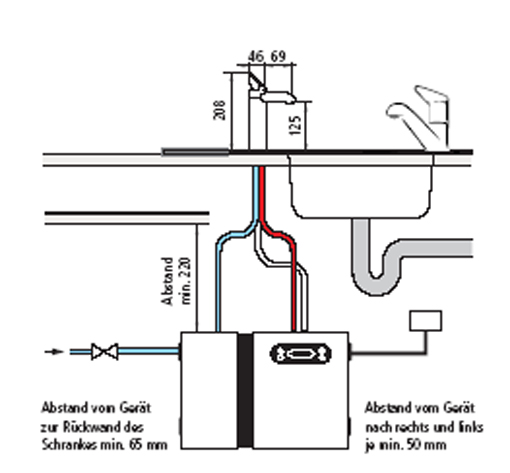 46 69
208
125
Abstand
min. 220
Abstand vom Gerät
zur Rückwand des
Schrankes min. 65 mm
Abstand vom Gerät
nach rechts und links
je min. 50 mm